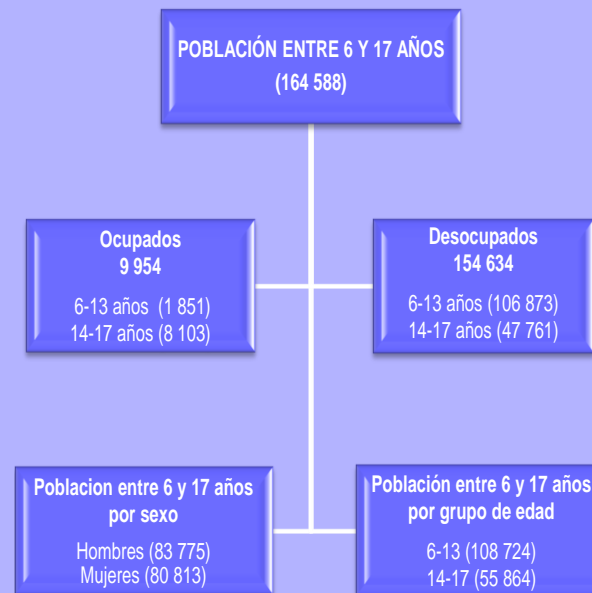 POBLACIÓN ENTRE 6 Y 17 AÑOS
(164 588)
Ocupados
9 954
6-13 años (1 851)
14-17 años (8 103)
Desocupados
154 634
6-13 años (106 873)
14-17 años (47 761)
Poblacion entre 6 y 17 años
por sexo
Hombres (83 775)
Mujeres (80 813)
Población entre 6 y 17 años
por grupo de edad
6-13 (108 724)
14-17 (55 864)